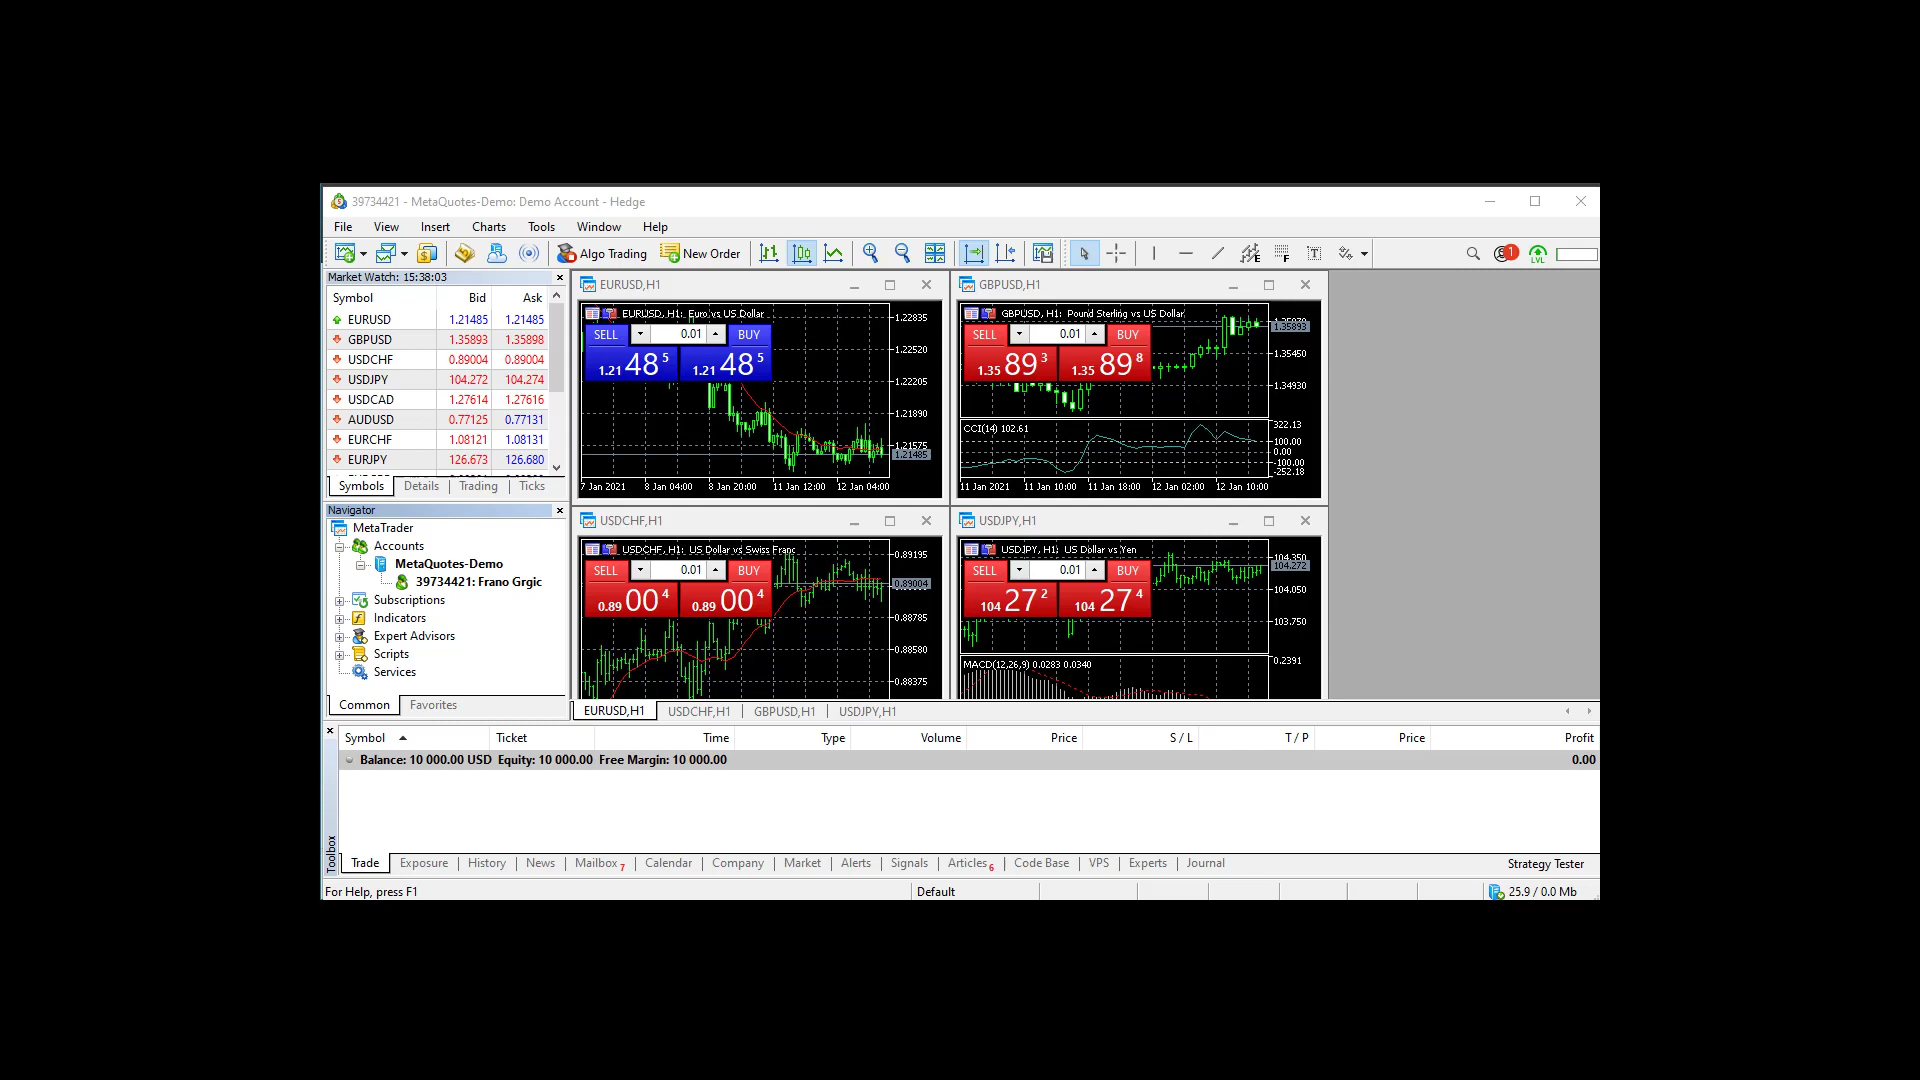 39734421 - MetaQuotes-Demo: Demo Account - Hedge
File View Insert Charts Tools Window Help
Algo Trading New Order 1 LVL
Market Watch: 15:38:03
Symbol Bid Ask
EURUSD 1.21485 1.21485
GBPUSD 1.35893 1.35898
USDCHF 0.89004 0.89004
USDJPY 104.272 104.274
USDCAD 1.27614 1.27616
AUDUSD 0.77125 0.77131
EURCHF 1.08121 1.08131
EURJPY 126.673 126.680
Symbols Details Trading Ticks
Navigator
MetaTrader
Accounts
MetaQuotes-Demo
39734421: Frano Grgic
Subscriptions
Indicators
Expert Advisors
Scripts
Services
Common Favorites
EURUSD,H1
EURUSD, H1: Euro vs US Dollar
SELL 0.01 BUY
1.21 48 5 1.21 48 5
1.22835
1.22520
1.22205
1.21890
1.21575
1.21485
7 Jan 2021 8 Jan 04:00 8 Jan 20:00 11 Jan 12:00 12 Jan 04:00
GBPUSD,H1
GBPUSD, H1: Pound Sterling vs US Dollar
SELL 0.01 BUY
1.35 89 3 1.35 89 8
1.35893
1.35450
1.34930
CCI(14) 102.61
322.13
100.00
0.00
-100.00
-252.18
11 Jan 2021 11 Jan 10:00 11 Jan 18:00 12 Jan 02:00 12 Jan 10:00
USDCHF,H1
USDCHF, H1: US Dollar vs Swiss Franc
SELL 0.01 BUY
0.89 00 4 0.89 00 4
0.89195
0.89004
0.88785
0.88580
0.88375
USDJPY,H1
USDJPY, H1: US Dollar vs Yen
SELL 0.01 BUY
104 27 2 104 27 4
104.350
104.272
104.050
103.750
MACD(12,26,9) 0.0283 0.0340
0.2391
EURUSD,H1 USDCHF,H1 GBPUSD,H1 USDJPY,H1
Symbol Ticket Time Type Volume Price S / L T / P Price Profit
Balance: 10 000.00 USD Equity: 10 000.00 Free Margin: 10 000.00 0.00
Toolbox
Trade Exposure History News Mailbox 7 Calendar Company Market Alerts Signals Articles 6 Code Base VPS Experts Journal Strategy Tester
For Help, press F1 Default 25.9 / 0.0 Mb